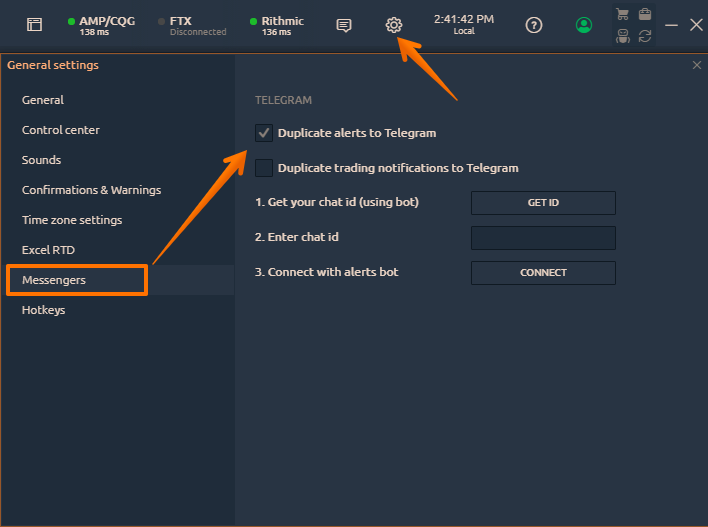 AMP/CQG
138 ms
FTX
Disconnected
Rithmic
136 ms
2:41:42 PM
Local
General settings
General
Control center
Sounds
Confirmations & Warnings
Time zone settings
Excel RTD
Messengers
Hotkeys
TELEGRAM
Duplicate alerts to Telegram
Duplicate trading notifications to Telegram
1. Get your chat id (using bot)
GET ID
2. Enter chat id
3. Connect with alerts bot
CONNECT